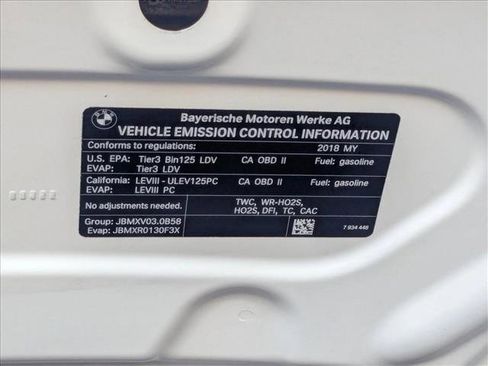 BMW
Bayerische Motoren Werke AG
VEHICLE EMISSION CONTROL INFORMATION
Conforms to regulations: 2018 MY
U.S. EPA: Tier3 Bin125 LDV CA OBD II Fuel: gasoline
EVAP: Tier3 LDV
California: LEVIII - ULEV125PC CA OBD II Fuel: gasoline
EVAP: LEVIII PC
No adjustments needed. TWC, WR-HO2S,
HO2S, DFI, TC, CAC
Group: JBMXV03.0B58
Evap: JBMXR0130F3X
7 934 448